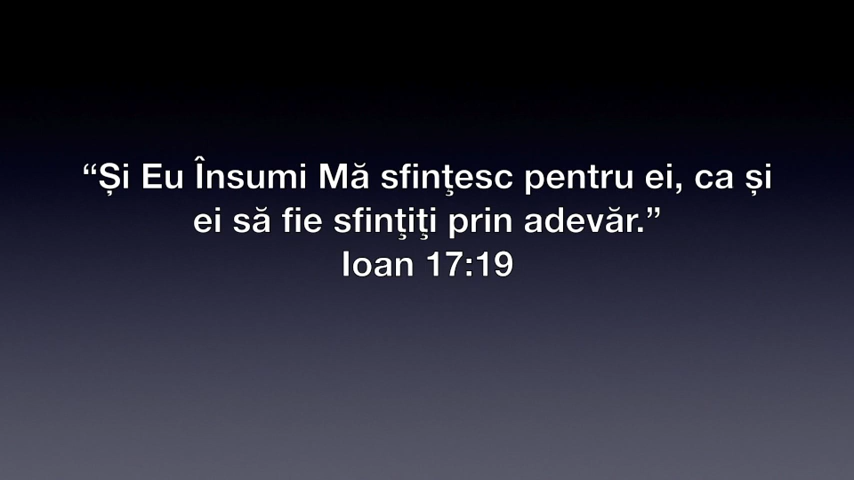 “Și Eu Însumi Mă sfinţesc pentru ei, ca și
ei să fie sfinţiţi prin adevăr.”
Ioan 17:19